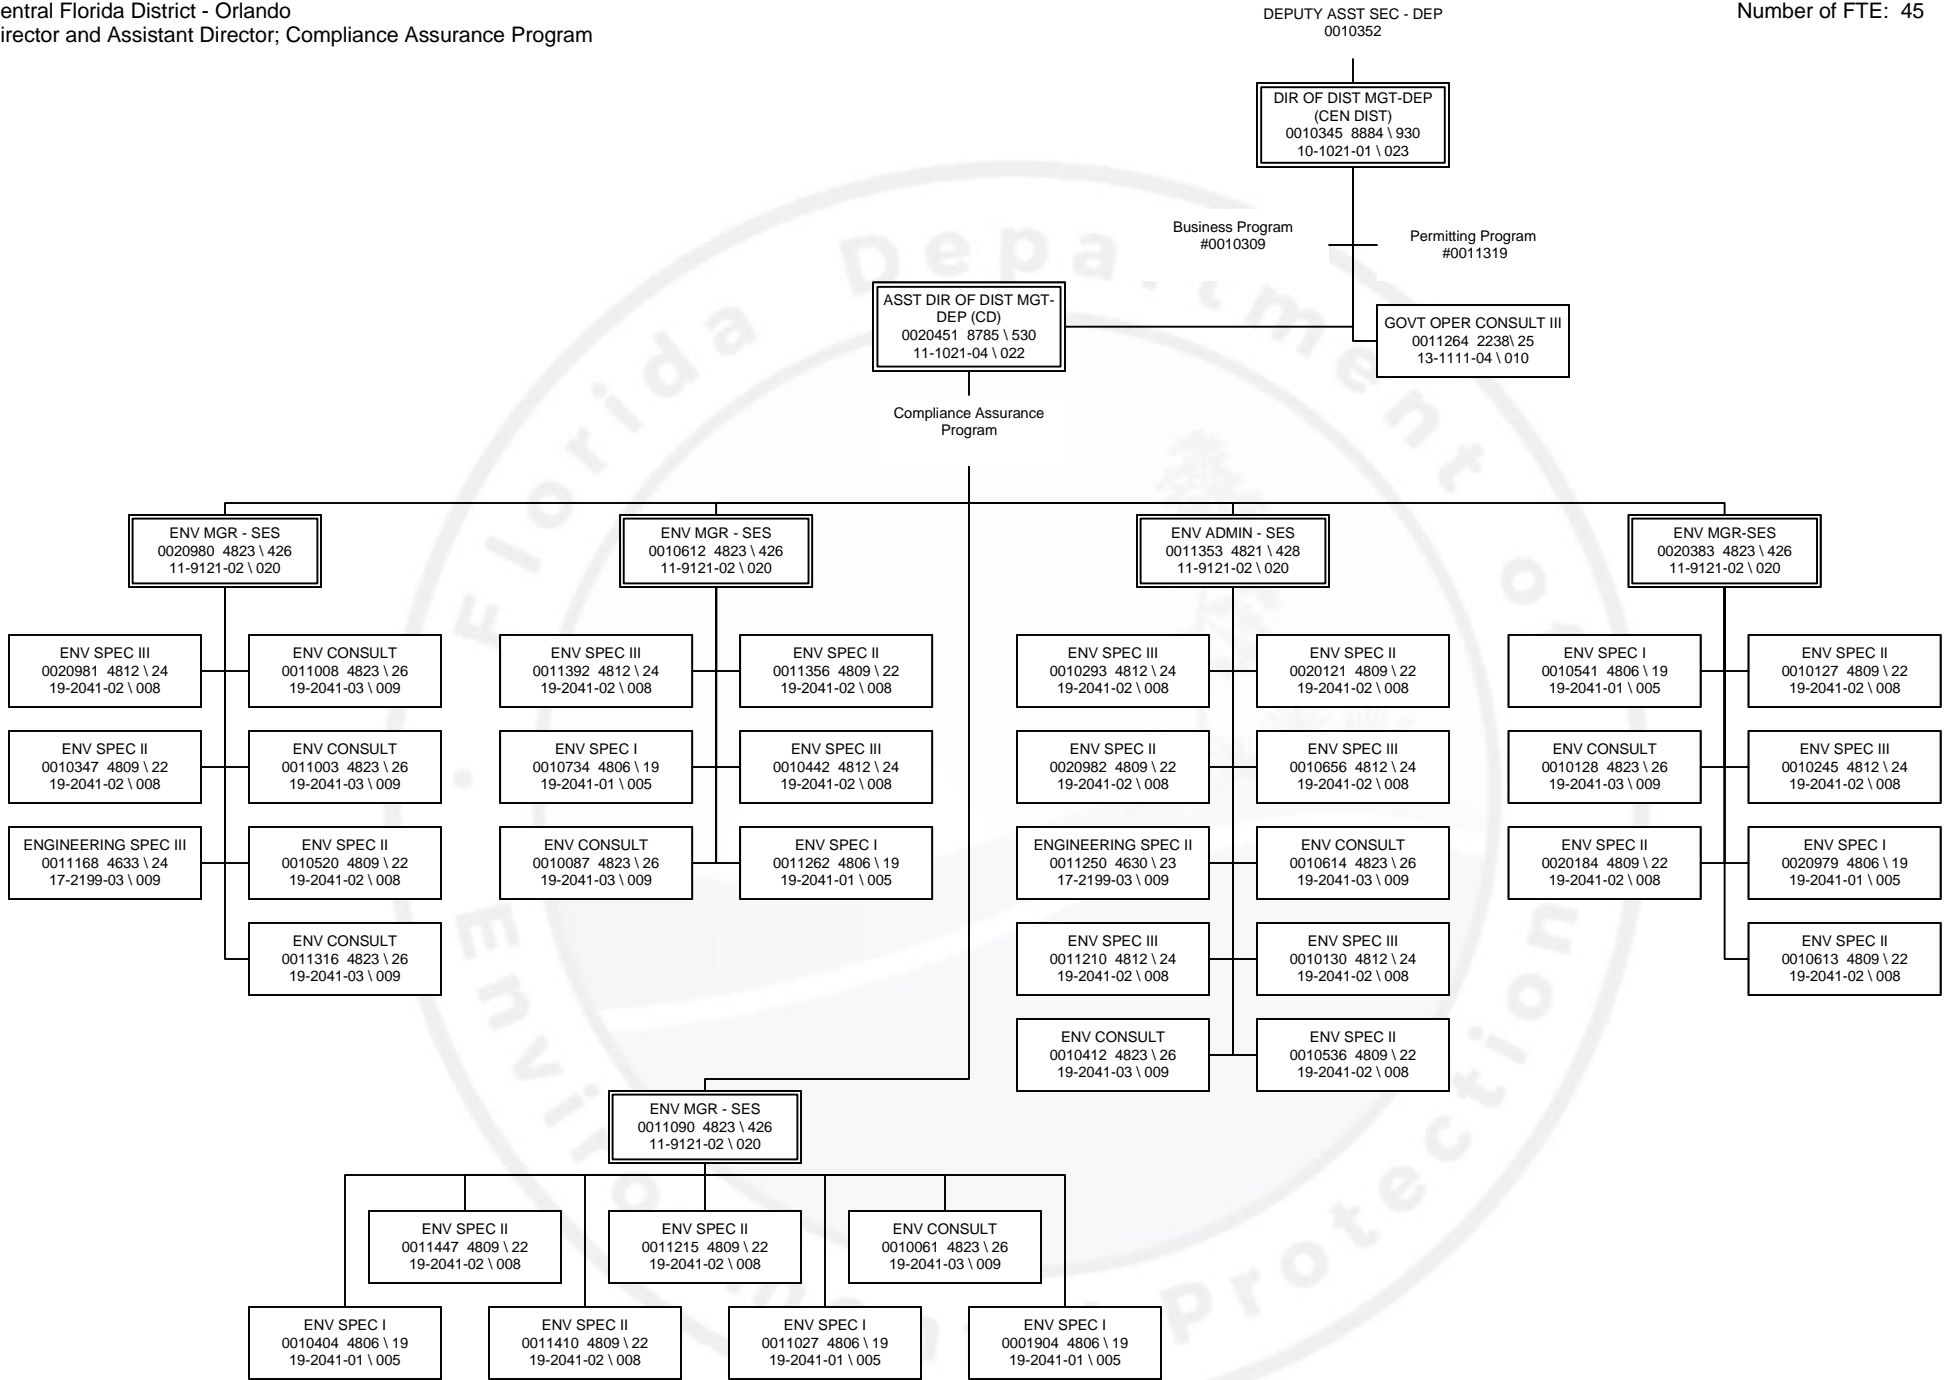 entral Florida District - Orlando
irector and Assistant Director; Compliance Assurance Program
Number of FTE: 45
DEPUTY ASST SEC - DEP
0010352
DIR OF DIST MGT-DEP
(CEN DIST)
0010345 8884 \ 930
10-1021-01 \ 023
Business Program
#0010309
Permitting Program
#0011319
ASST DIR OF DIST MGT-
DEP (CD)
0020451 8785 \ 530
11-1021-04 \ 022
GOVT OPER CONSULT III
0011264 2238\ 25
13-1111-04 \ 010
Compliance Assurance
Program
ENV MGR - SES
0020980 4823 \ 426
11-9121-02 \ 020
ENV MGR - SES
0010612 4823 \ 426
11-9121-02 \ 020
ENV ADMIN - SES
0011353 4821 \ 428
11-9121-02 \ 020
ENV MGR-SES
0020383 4823 \ 426
11-9121-02 \ 020
ENV SPEC III
0020981 4812 \ 24
19-2041-02 \ 008
ENV CONSULT
0011008 4823 \ 26
19-2041-03 \ 009
ENV SPEC III
0011392 4812 \ 24
19-2041-02 \ 008
ENV SPEC II
0011356 4809 \ 22
19-2041-02 \ 008
ENV SPEC III
0010293 4812 \ 24
19-2041-02 \ 008
ENV SPEC II
0020121 4809 \ 22
19-2041-02 \ 008
ENV SPEC I
0010541 4806 \ 19
19-2041-01 \ 005
ENV SPEC II
0010127 4809 \ 22
19-2041-02 \ 008
ENV SPEC II
0010347 4809 \ 22
19-2041-02 \ 008
ENV CONSULT
0011003 4823 \ 26
19-2041-03 \ 009
ENV SPEC I
0010734 4806 \ 19
19-2041-01 \ 005
ENV SPEC III
0010442 4812 \ 24
19-2041-02 \ 008
ENV SPEC II
0020982 4809 \ 22
19-2041-02 \ 008
ENV SPEC III
0010656 4812 \ 24
19-2041-02 \ 008
ENV CONSULT
0010128 4823 \ 26
19-2041-03 \ 009
ENV SPEC III
0010245 4812 \ 24
19-2041-02 \ 008
ENGINEERING SPEC III
0011168 4633 \ 24
17-2199-03 \ 009
ENV SPEC II
0010520 4809 \ 22
19-2041-02 \ 008
ENV CONSULT
0010087 4823 \ 26
19-2041-03 \ 009
ENV SPEC I
0011262 4806 \ 19
19-2041-01 \ 005
ENGINEERING SPEC II
0011250 4630 \ 23
17-2199-03 \ 009
ENV CONSULT
0010614 4823 \ 26
19-2041-03 \ 009
ENV SPEC II
0020184 4809 \ 22
19-2041-02 \ 008
ENV SPEC I
0020979 4806 \ 19
19-2041-01 \ 005
ENV CONSULT
0011316 4823 \ 26
19-2041-03 \ 009
ENV SPEC III
0011210 4812 \ 24
19-2041-02 \ 008
ENV SPEC III
0010130 4812 \ 24
19-2041-02 \ 008
ENV SPEC II
0010613 4809 \ 22
19-2041-02 \ 008
ENV CONSULT
0010412 4823 \ 26
19-2041-03 \ 009
ENV SPEC II
0010536 4809 \ 22
19-2041-02 \ 008
ENV MGR - SES
0011090 4823 \ 426
11-9121-02 \ 020
ENV SPEC II
0011447 4809 \ 22
19-2041-02 \ 008
ENV SPEC II
0011215 4809 \ 22
19-2041-02 \ 008
ENV CONSULT
0010061 4823 \ 26
19-2041-03 \ 009
ENV SPEC I
0010404 4806 \ 19
19-2041-01 \ 005
ENV SPEC II
0011410 4809 \ 22
19-2041-02 \ 008
ENV SPEC I
0011027 4806 \ 19
19-2041-01 \ 005
ENV SPEC I
0001904 4806 \ 19
19-2041-01 \ 005
Florida Department of
Protection